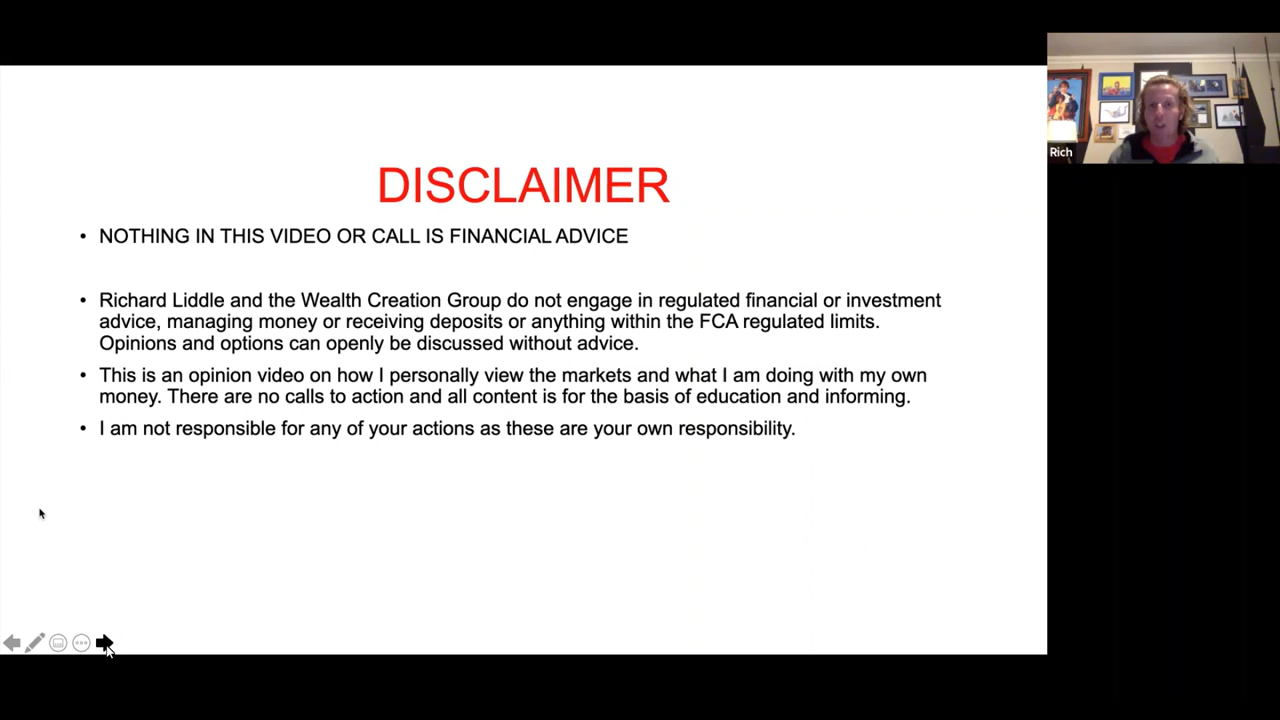 DISCLAIMER
• NOTHING IN THIS VIDEO OR CALL IS FINANCIAL ADVICE
• Richard Liddle and the Wealth Creation Group do not engage in regulated financial or investment
advice, managing money or receiving deposits or anything within the FCA regulated limits.
Opinions and options can openly be discussed without advice.
• This is an opinion video on how I personally view the markets and what I am doing with my own
money. There are no calls to action and all content is for the basis of education and informing.
• I am not responsible for any of your actions as these are your own responsibility.
Rich